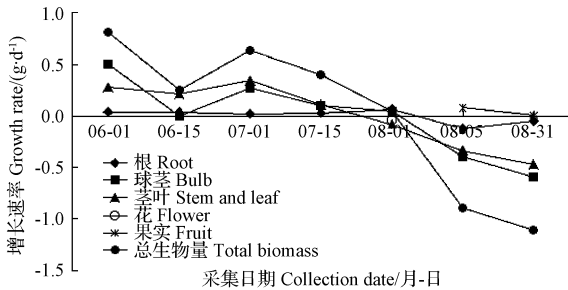 1.0
0.5
0.0
-0.5
-1.0
-1.5
增长速率 Growth rate/(g·d⁻¹)
06-01 06-15 07-01 07-15 08-01 08-05 08-31
根 Root
球茎 Bulb
茎叶 Stem and leaf
花 Flower
果实 Fruit
总生物量 Total biomass
采集日期 Collection date/月-日